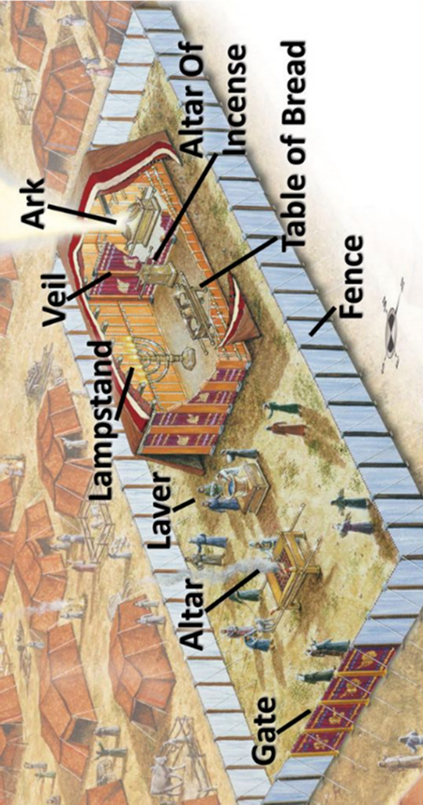 Ark
Altar Of
Incense
Veil
Table of Bread
Lampstand
Fence
Laver
Altar
Gate